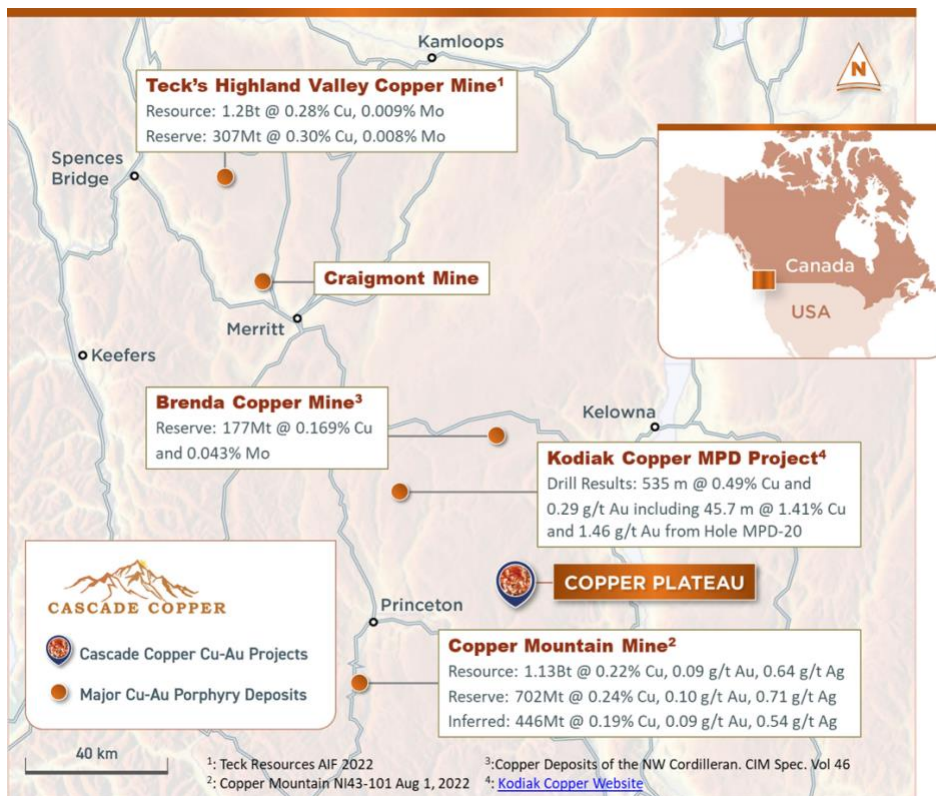 Kamloops
N
Teck's Highland Valley Copper Mine¹
Resource: 1.2Bt @ 0.28% Cu, 0.009% Mo
Reserve: 307Mt @ 0.30% Cu, 0.008% Mo
Spences
Bridge
Canada
USA
Craigmont Mine
Merritt
Keefers
Brenda Copper Mine³
Reserve: 177Mt @ 0.169% Cu
and 0.043% Mo
Kelowna
Kodiak Copper MPD Project⁴
Drill Results: 535 m @ 0.49% Cu and
0.29 g/t Au including 45.7 m @ 1.41% Cu
and 1.46 g/t Au from Hole MPD-20
COPPER PLATEAU
CASCADE COPPER
Cascade Copper Cu-Au Projects
Major Cu-Au Porphyry Deposits
Princeton
Copper Mountain Mine²
Resource: 1.13Bt @ 0.22% Cu, 0.09 g/t Au, 0.64 g/t Ag
Reserve: 702Mt @ 0.24% Cu, 0.10 g/t Au, 0.71 g/t Ag
Inferred: 446Mt @ 0.19% Cu, 0.09 g/t Au, 0.54 g/t Ag
40 km
¹: Teck Resources AIF 2022
²: Copper Mountain NI43-101 Aug 1, 2022
³:Copper Deposits of the NW Cordilleran. CIM Spec. Vol 46
⁴: Kodiak Copper Website